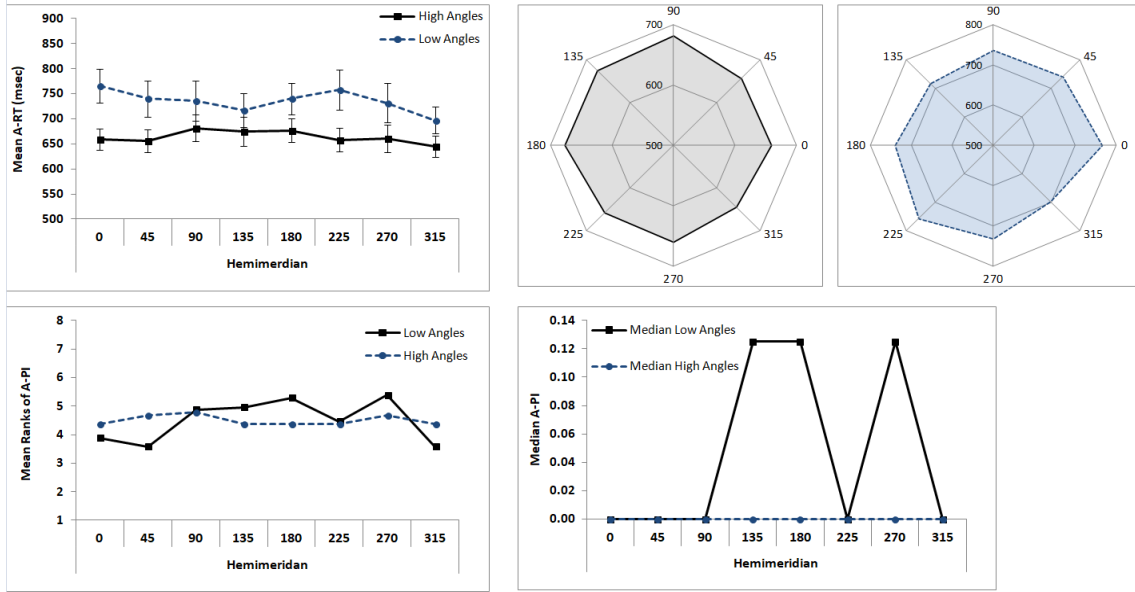 900
850
800
750
700
650
600
550
500
Mean A-RT (msec)
High Angles
Low Angles
0 45 90 135 180 225 270 315
Hemimerdian
90
700
135 45
600
180 500 0
225 315
270
90
800
135 45
700
600
180 500 0
225 315
270
8
7
6
5
4
3
2
1
Mean Ranks of A-PI
Low Angles
High Angles
0 45 90 135 180 225 270 315
Hemimeridan
0.14
0.12
0.10
0.08
0.06
0.04
0.02
0.00
Median A-PI
Median Low Angles
Median High Angles
0 45 90 135 180 225 270 315
Hemimeridian